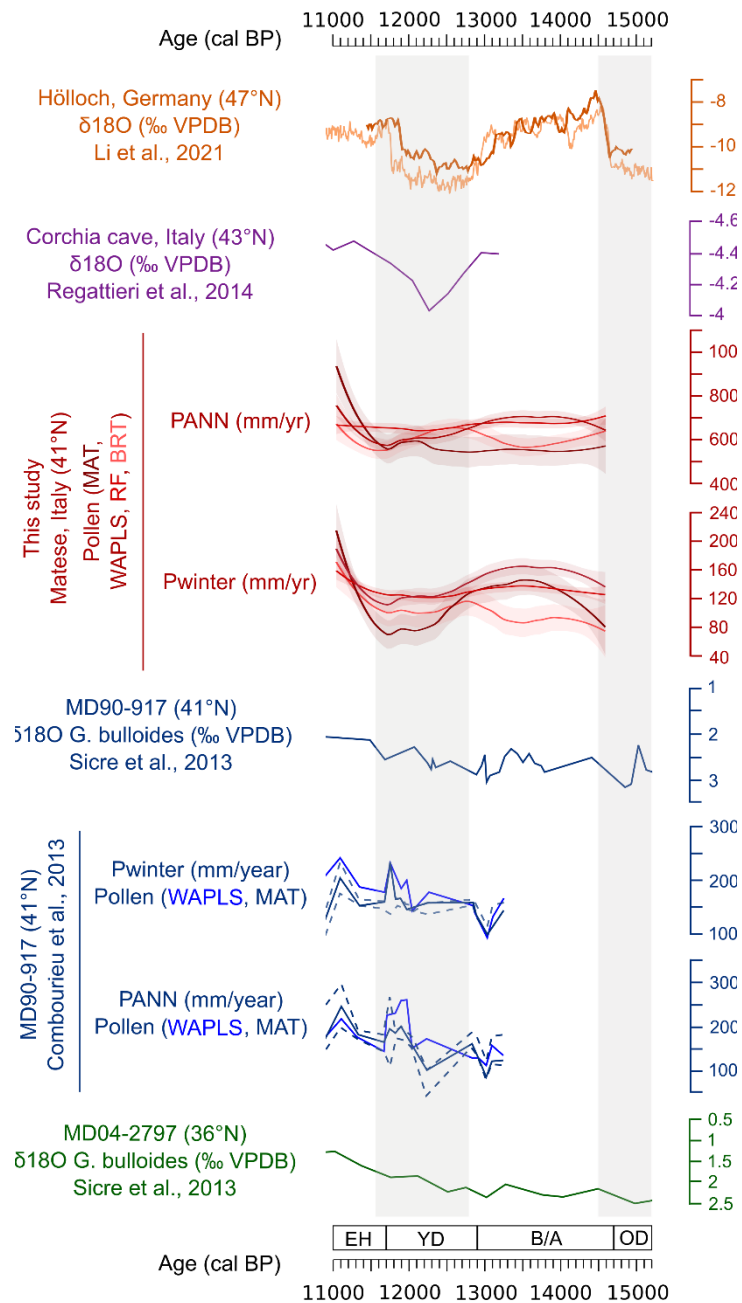 11000 12000 13000 14000 15000
Age (cal BP)
Hölloch, Germany (47°N)
δ18O (‰ VPDB)
Li et al., 2021
-8
-10
-12
Corchia cave, Italy (43°N)
δ18O (‰ VPDB)
Regattieri et al., 2014
-4.6
-4.4
-4.2
-4
This study
Matese, Italy (41°N)
Pollen (MAT,
WAPLS, RF, BRT)
PANN (mm/yr)
100
800
600
400
Pwinter (mm/yr)
240
200
160
120
80
40
MD90-917 (41°N)
δ18O G. bulloides (‰ VPDB)
Sicre et al., 2013
1
2
3
MD90-917 (41°N)
Combourieu et al., 2013
Pwinter (mm/year)
Pollen (WAPLS, MAT)
300
200
100
PANN (mm/year)
Pollen (WAPLS, MAT)
300
200
100
MD04-2797 (36°N)
δ18O G. bulloides (‰ VPDB)
Sicre et al., 2013
0.5
1
1.5
2
2.5
EH YD B/A OD
Age (cal BP)
11000 12000 13000 14000 15000